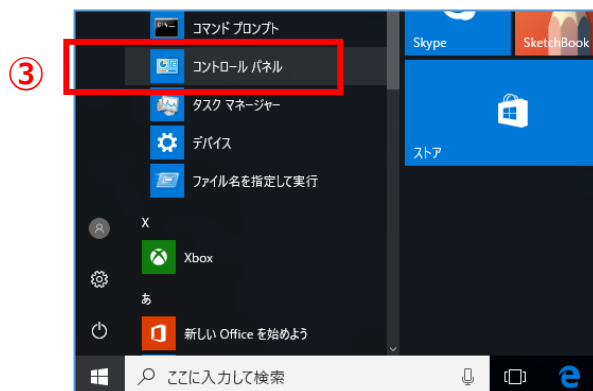 コマンド プロンプト
Skype
SketchBook
③
コントロール パネル
タスク マネージャー
デバイス
ストア
ファイル名を指定して実行
X
Xbox
あ
新しい Office を始めよう
ここに入力して検索